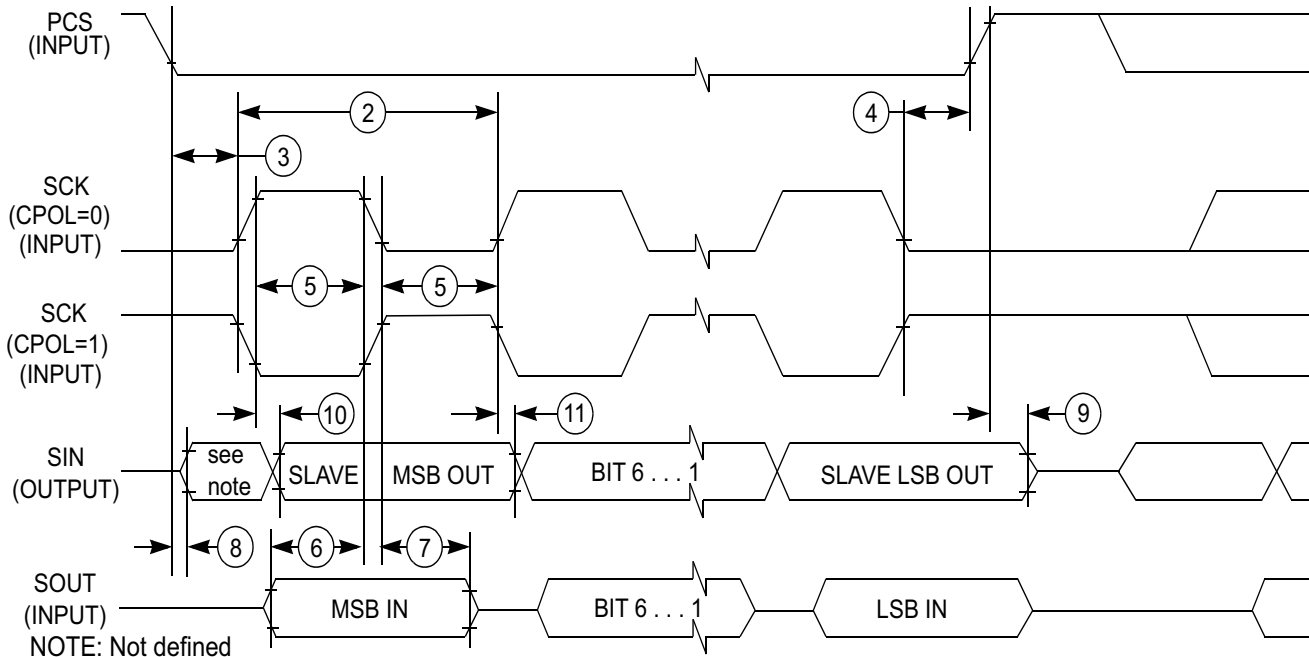 PCS
(INPUT)
2
4
3
SCK
(CPOL=0)
(INPUT)
5
5
SCK
(CPOL=1)
(INPUT)
10
11
9
SIN
(OUTPUT)
see
note
SLAVE
MSB OUT
BIT 6 . . . 1
SLAVE LSB OUT
8
6
7
SOUT
(INPUT)
MSB IN
BIT 6 . . . 1
LSB IN
NOTE: Not defined